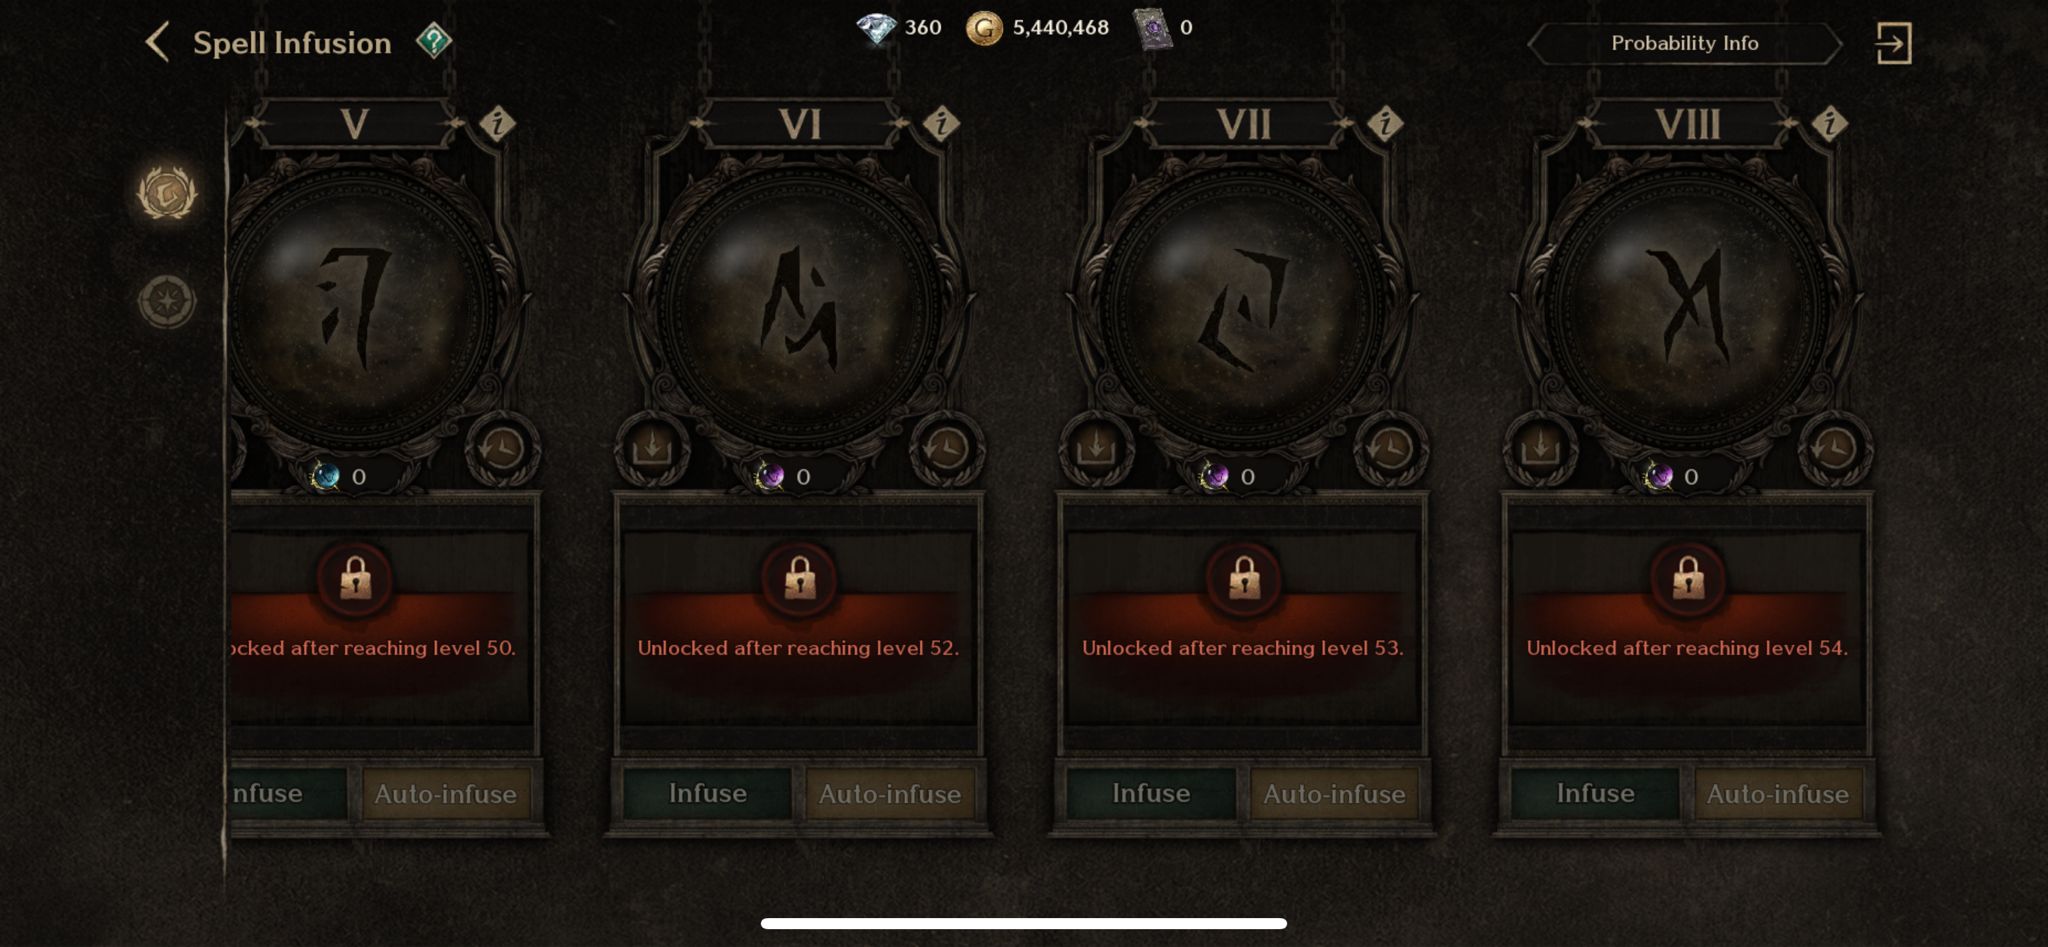 Spell Infusion
360
G 5,440,468
0
Probability Info
V
VI
VII
VIII
0
0
0
0
ocked after reaching level 50.
Unlocked after reaching level 52.
Unlocked after reaching level 53.
Unlocked after reaching level 54.
nfuse
Auto-infuse
Infuse
Auto-infuse
Infuse
Auto-infuse
Infuse
Auto-infuse